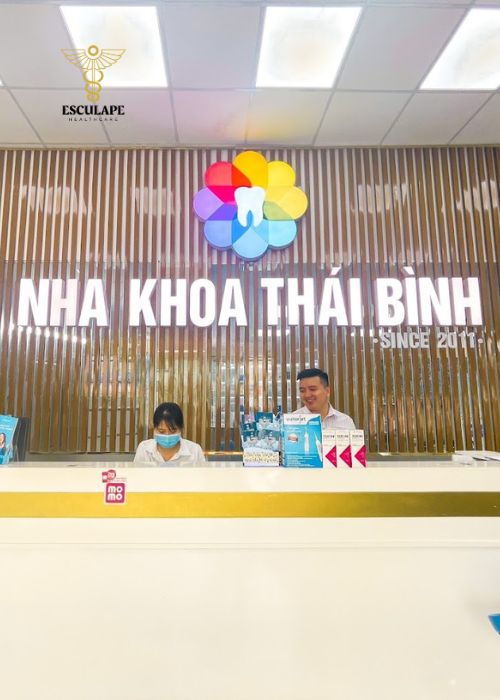 ESCULAPE
HEALTHCARE
NHA KHOA THÁI BÌNH
·SINCE 2011·
mo
mo